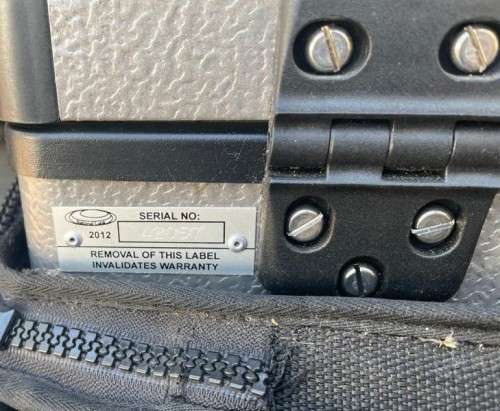 SERIAL NO:
2012
REMOVAL OF THIS LABEL
INVALIDATES WARRANTY